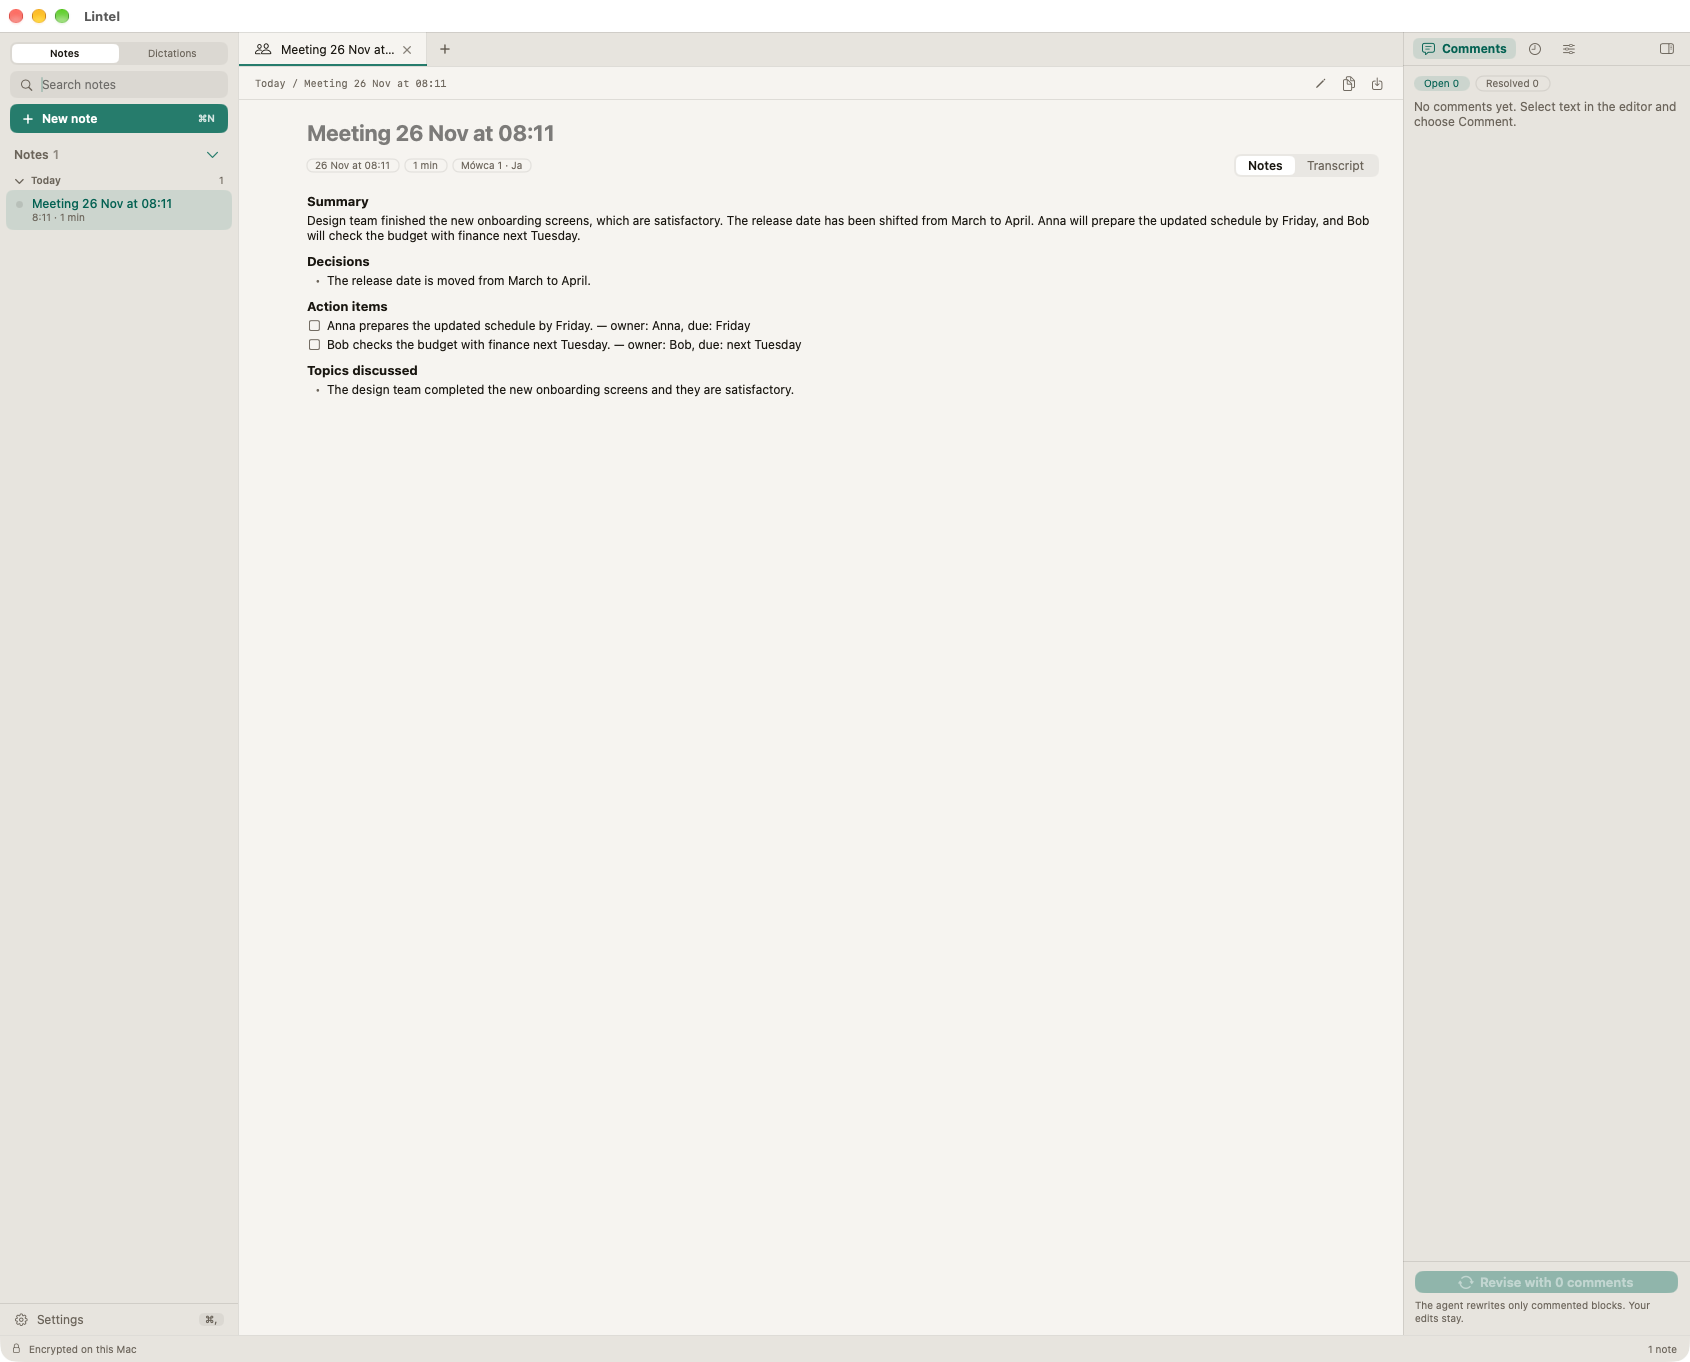 Lintel
Notes
Dictations
Search notes
New note
⌘N
Notes 1
Today
1
Meeting 26 Nov at 08:11
8:11 · 1 min
Settings
⌘,
Encrypted on this Mac
Meeting 26 Nov at...
Today / Meeting 26 Nov at 08:11
Meeting 26 Nov at 08:11
26 Nov at 08:11
1 min
Mówca 1 · Ja
Notes
Transcript
Summary
Design team finished the new onboarding screens, which are satisfactory. The release date has been shifted from March to April. Anna will prepare the updated schedule by Friday, and Bob
will check the budget with finance next Tuesday.
Decisions
• The release date is moved from March to April.
Action items
Anna prepares the updated schedule by Friday. — owner: Anna, due: Friday
Bob checks the budget with finance next Tuesday. — owner: Bob, due: next Tuesday
Topics discussed
• The design team completed the new onboarding screens and they are satisfactory.
Comments
Open 0
Resolved 0
No comments yet. Select text in the editor and
choose Comment.
Revise with 0 comments
The agent rewrites only commented blocks. Your
edits stay.
1 note